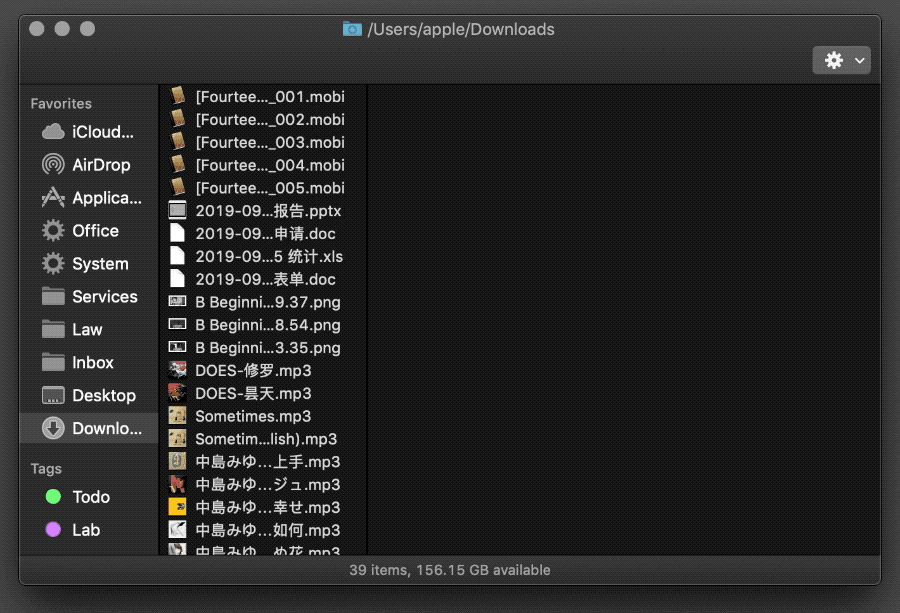 /Users/apple/Downloads
Favorites
iCloud...
AirDrop
Applica...
Office
System
Services
Law
Inbox
Desktop
Downlo...
Tags
Todo
Lab
[Fourtee..._001.mobi
[Fourtee..._002.mobi
[Fourtee..._003.mobi
[Fourtee..._004.mobi
[Fourtee..._005.mobi
2019-09...报告.pptx
2019-09...申请.doc
2019-09...5 统计.xls
2019-09...表单.doc
B Beginni...9.37.png
B Beginni...8.54.png
B Beginni...3.35.png
DOES-修罗.mp3
DOES-曇天.mp3
Sometimes.mp3
Sometim...lish).mp3
中島みゆ...上手.mp3
中島みゆ...ジュ.mp3
中島みゆ...幸せ.mp3
中島みゆ...如何.mp3
中島みゆ...め花.mp3
39 items, 156.15 GB available